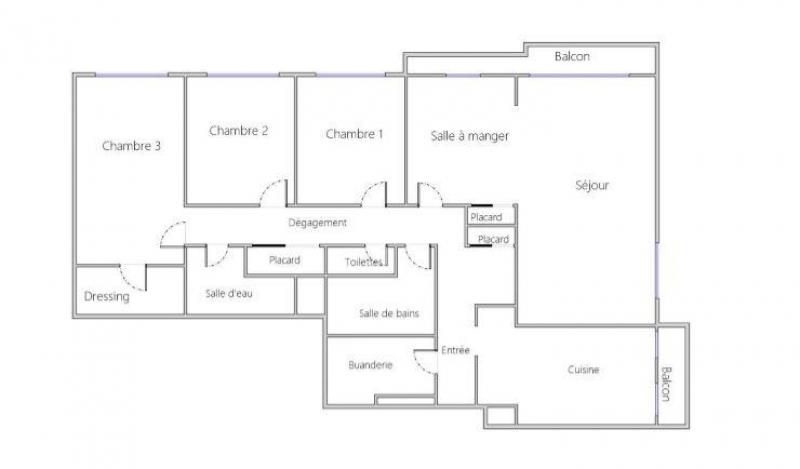 Balcon
Chambre 3
Chambre 2
Chambre 1
Salle à manger
Séjour
Dégagement
Placard
Placard
Placard
Toilettes
Dressing
Salle d'eau
Salle de bains
Buanderie
Entrée
Cuisine
Balcon